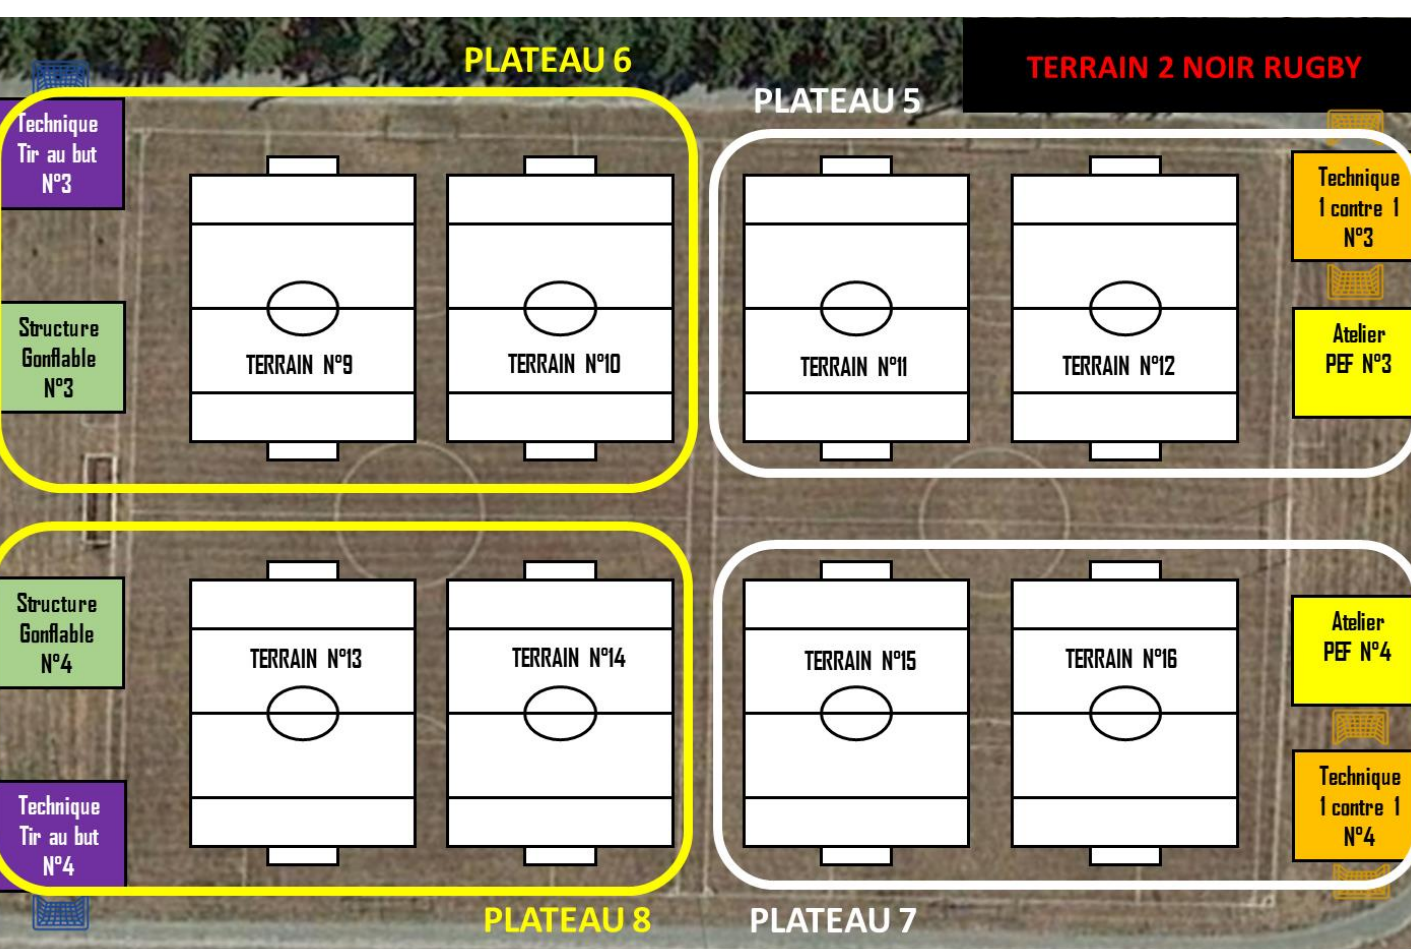 PLATEAU 6
TERRAIN 2 NOIR RUGBY
PLATEAU 5
Technique
Tir au but
N°3
Technique
1 contre 1
N°3
Structure
Gonflable
N°3
TERRAIN N°9
TERRAIN N°10
TERRAIN N°11
TERRAIN N°12
Atelier
PEF N°3
Structure
Gonflable
N°4
TERRAIN N°13
TERRAIN N°14
TERRAIN N°15
TERRAIN N°16
Atelier
PEF N°4
Technique
Tir au but
N°4
Technique
1 contre 1
N°4
PLATEAU 8
PLATEAU 7